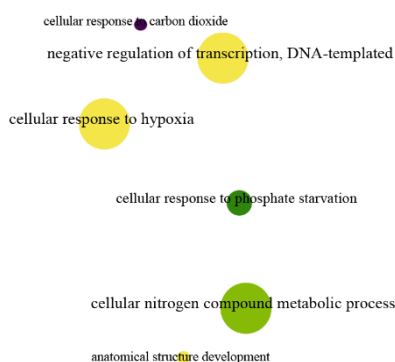 cellular response to carbon dioxide
negative regulation of transcription, DNA-templated
cellular response to hypoxia
cellular response to phosphate starvation
cellular nitrogen compound metabolic process
anatomical structure development